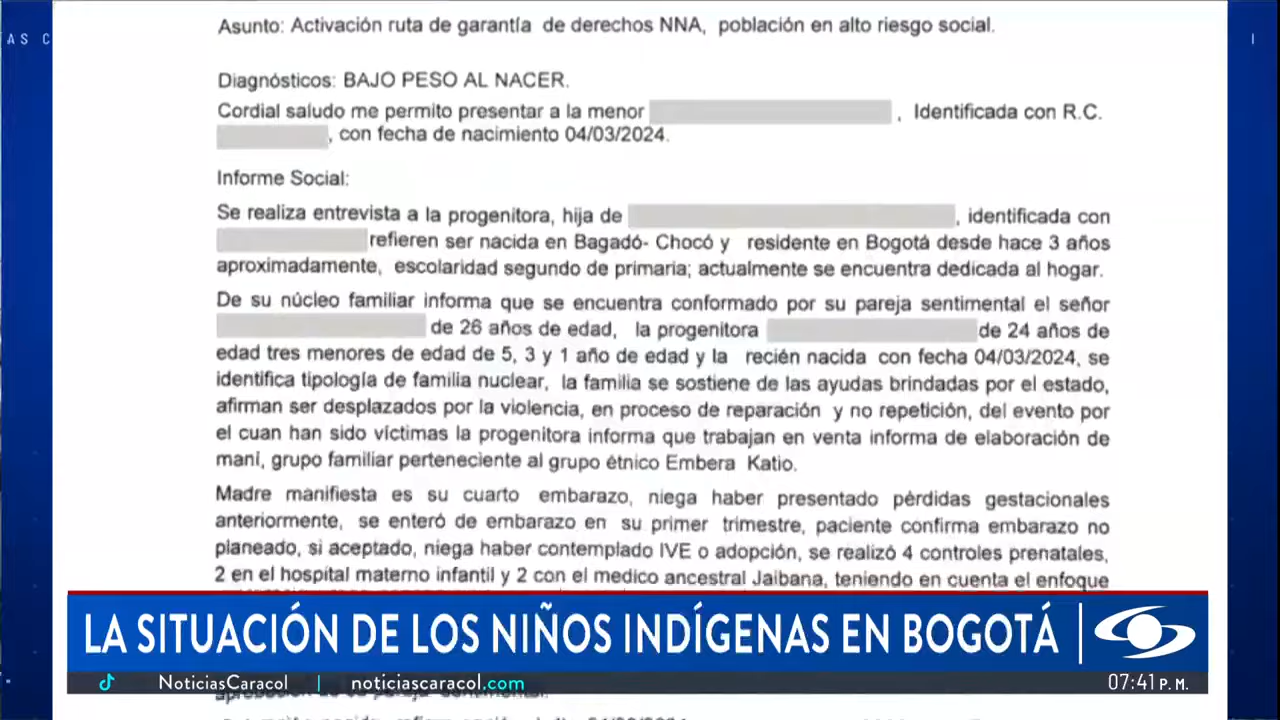 AS C
Asunto: Activación ruta de garantía de derechos NNA, población en alto riesgo social.
Diagnósticos: BAJO PESO AL NACER.
Cordial saludo me permito presentar a la menor , Identificada con R.C.
, con fecha de nacimiento 04/03/2024.
Informe Social:
Se realiza entrevista a la progenitora, hija de , identificada con
refieren ser nacida en Bagadó- Chocó y residente en Bogotá desde hace 3 años
aproximadamente, escolaridad segundo de primaria; actualmente se encuentra dedicada al hogar.
De su núcleo familiar informa que se encuentra conformado por su pareja sentimental el señor
de 26 años de edad, la progenitora de 24 años de
edad tres menores de edad de 5, 3 y 1 año de edad y la recién nacida con fecha 04/03/2024, se
identifica tipología de familia nuclear, la familia se sostiene de las ayudas brindadas por el estado,
afirman ser desplazados por la violencia, en proceso de reparación y no repetición, del evento por
el cuan han sido víctimas la progenitora informa que trabajan en venta informa de elaboración de
maní, grupo familiar perteneciente al grupo étnico Embera Katio.
Madre manifiesta es su cuarto embarazo, niega haber presentado pérdidas gestacionales
anteriormente, se enteró de embarazo en su primer trimestre, paciente confirma embarazo no
planeado, si aceptado, niega haber contemplado IVE o adopción, se realizó 4 controles prenatales,
2 en el hospital materno infantil y 2 con el medico ancestral Jaibana, teniendo en cuenta el enfoque
LA SITUACIÓN DE LOS NIÑOS INDÍGENAS EN BOGOTÁ
NoticiasCaracol | noticiascaracol.com 07:41 P.M.